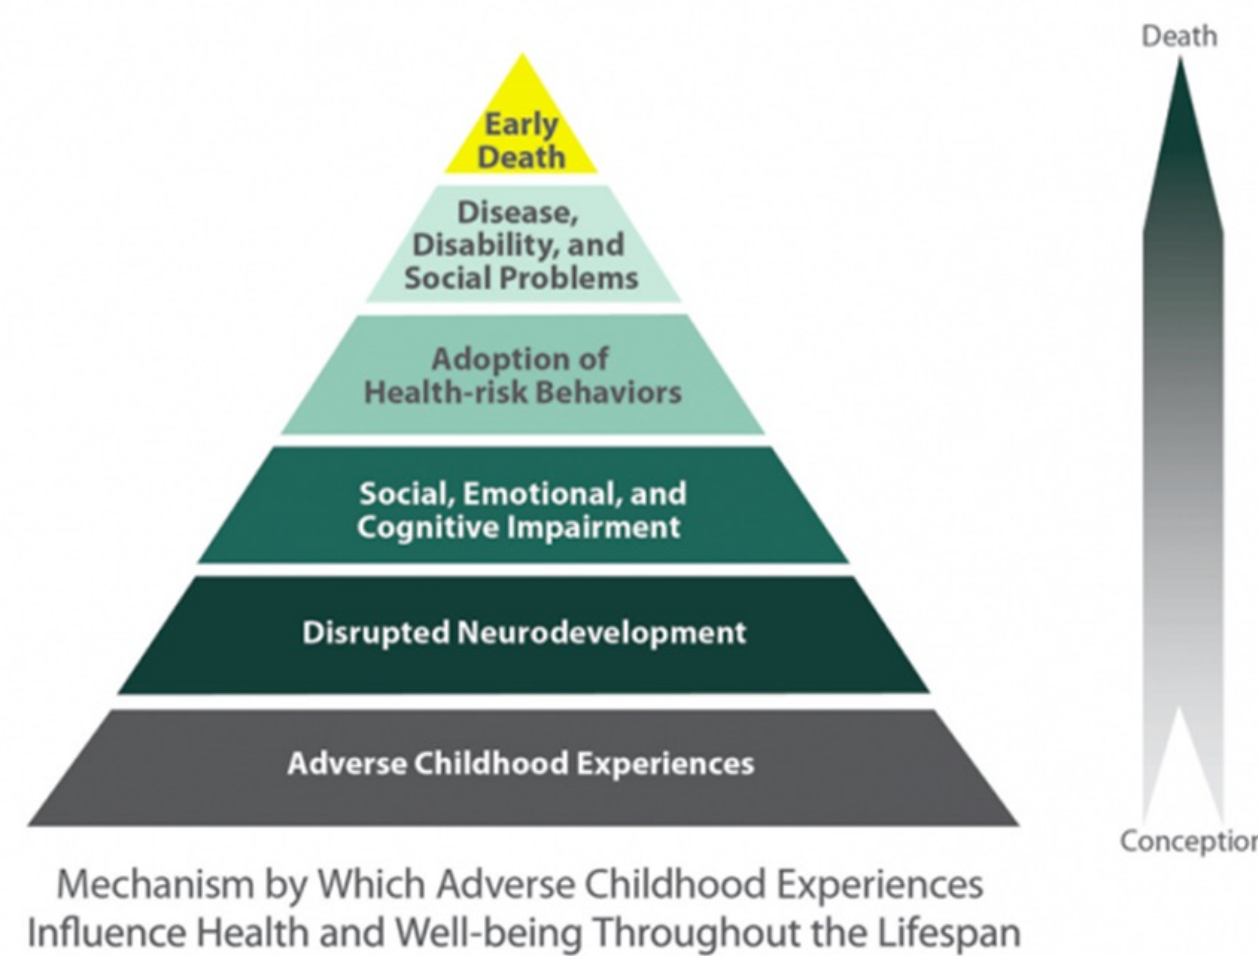 Death
Early
Death
Disease,
Disability, and
Social Problems
Adoption of
Health-risk Behaviors
Social, Emotional, and
Cognitive Impairment
Disrupted Neurodevelopment
Adverse Childhood Experiences
Conception
Mechanism by Which Adverse Childhood Experiences
Influence Health and Well-being Throughout the Lifespan